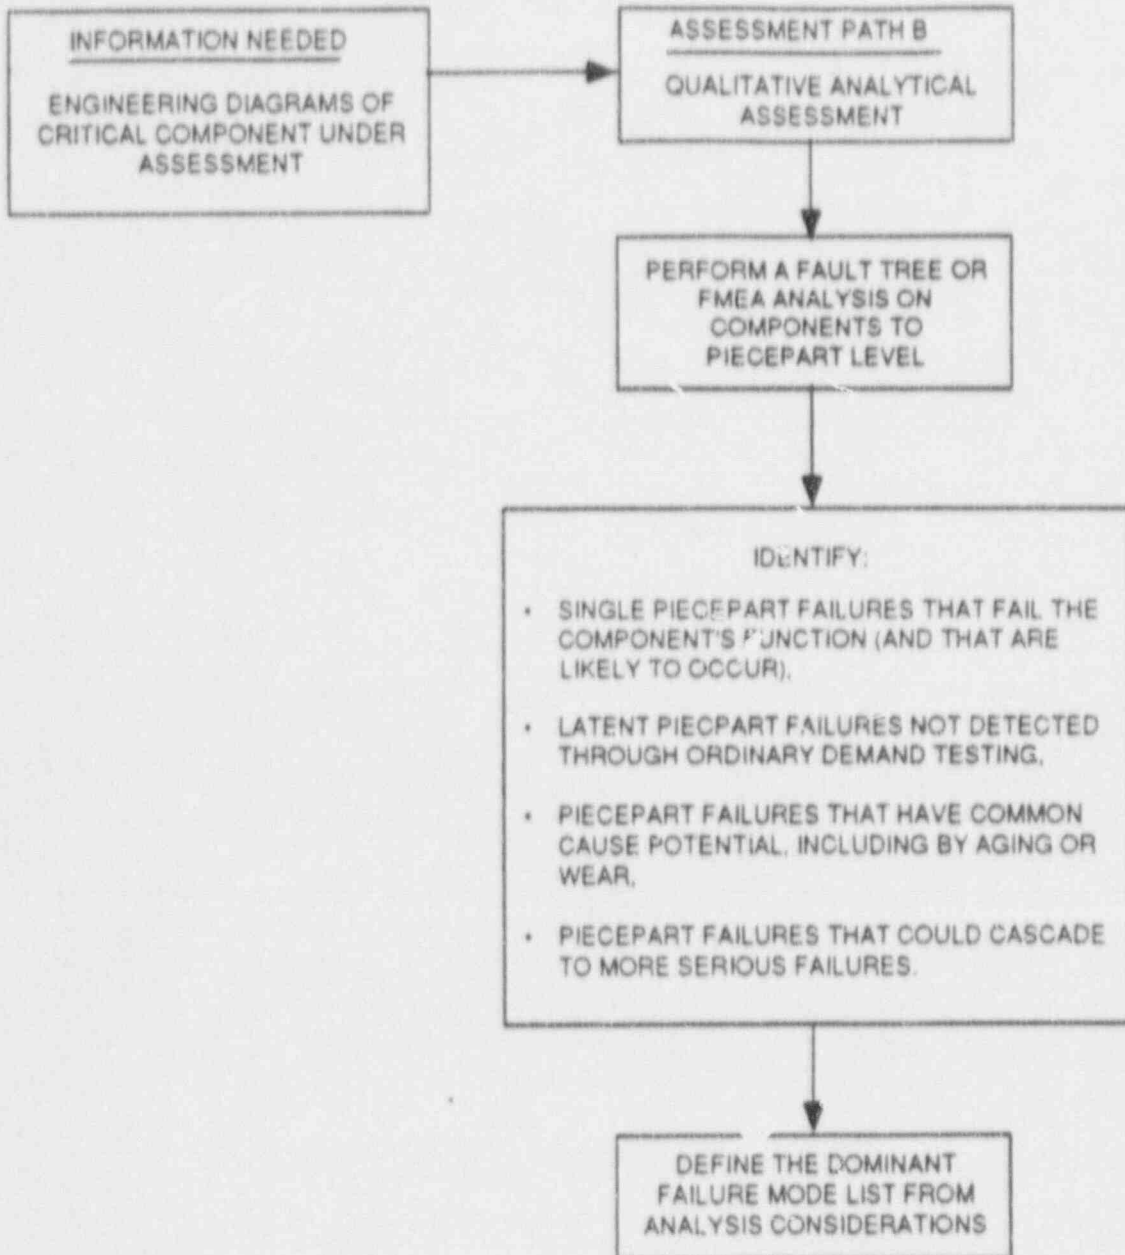 INFORMATION NEEDED
ENGINEERING DIAGRAMS OF
CRITICAL COMPONENT UNDER
ASSESSMENT
ASSESSMENT PATH B
QUALITATIVE ANALYTICAL
ASSESSMENT
PERFORM A FAULT TREE OR
FMEA ANALYSIS ON
COMPONENTS TO
PIECEPART LEVEL
IDENTIFY:
• SINGLE PIECEPART FAILURES THAT FAIL THE
COMPONENT'S FUNCTION (AND THAT ARE
LIKELY TO OCCUR),
• LATENT PIECPART FAILURES NOT DETECTED
THROUGH ORDINARY DEMAND TESTING,
• PIECEPART FAILURES THAT HAVE COMMON
CAUSE POTENTIAL, INCLUDING BY AGING OR
WEAR,
• PIECEPART FAILURES THAT COULD CASCADE
TO MORE SERIOUS FAILURES.
DEFINE THE DOMINANT
FAILURE MODE LIST FROM
ANALYSIS CONSIDERATIONS